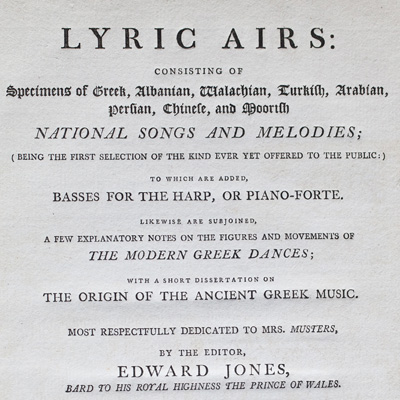 LYRIC AIRS:
CONSISTING OF
Specimens of Greek, Albanian, Walachian, Turkish, Arabian,
Persian, Chinese, and Moorish
NATIONAL SONGS AND MELODIES;
(BEING THE FIRST SELECTION OF THE KIND EVER YET OFFERED TO THE PUBLIC:)
TO WHICH ARE ADDED,
BASSES FOR THE HARP, OR PIANO-FORTE.
LIKEWISE ARE SUBJOINED,
A FEW EXPLANATORY NOTES ON THE FIGURES AND MOVEMENTS OF
THE MODERN GREEK DANCES;
WITH A SHORT DISSERTATION ON
THE ORIGIN OF THE ANCIENT GREEK MUSIC.
MOST RESPECTFULLY DEDICATED TO MRS. MUSTERS,
BY THE EDITOR,
EDWARD JONES,
BARD TO HIS ROYAL HIGHNESS THE PRINCE OF WALES.